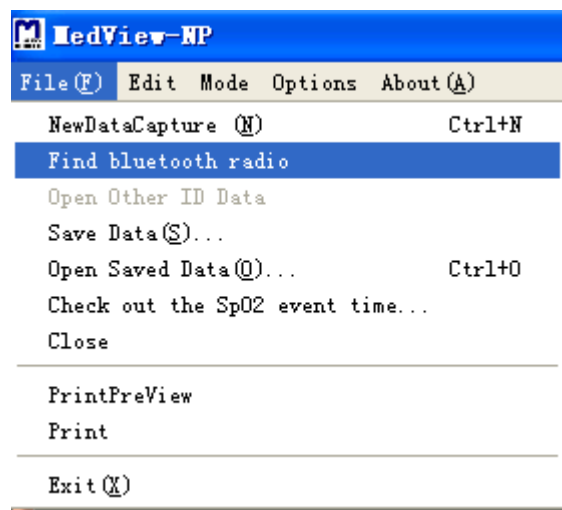 MedView-NP
File(F) Edit Mode Options About(A)
NewDataCapture (N) Ctrl+N
Find bluetooth radio
Open Other ID Data
Save Data(S)...
Open Saved Data(O)... Ctrl+O
Check out the SpO2 event time...
Close
PrintPreView
Print
Exit(X)